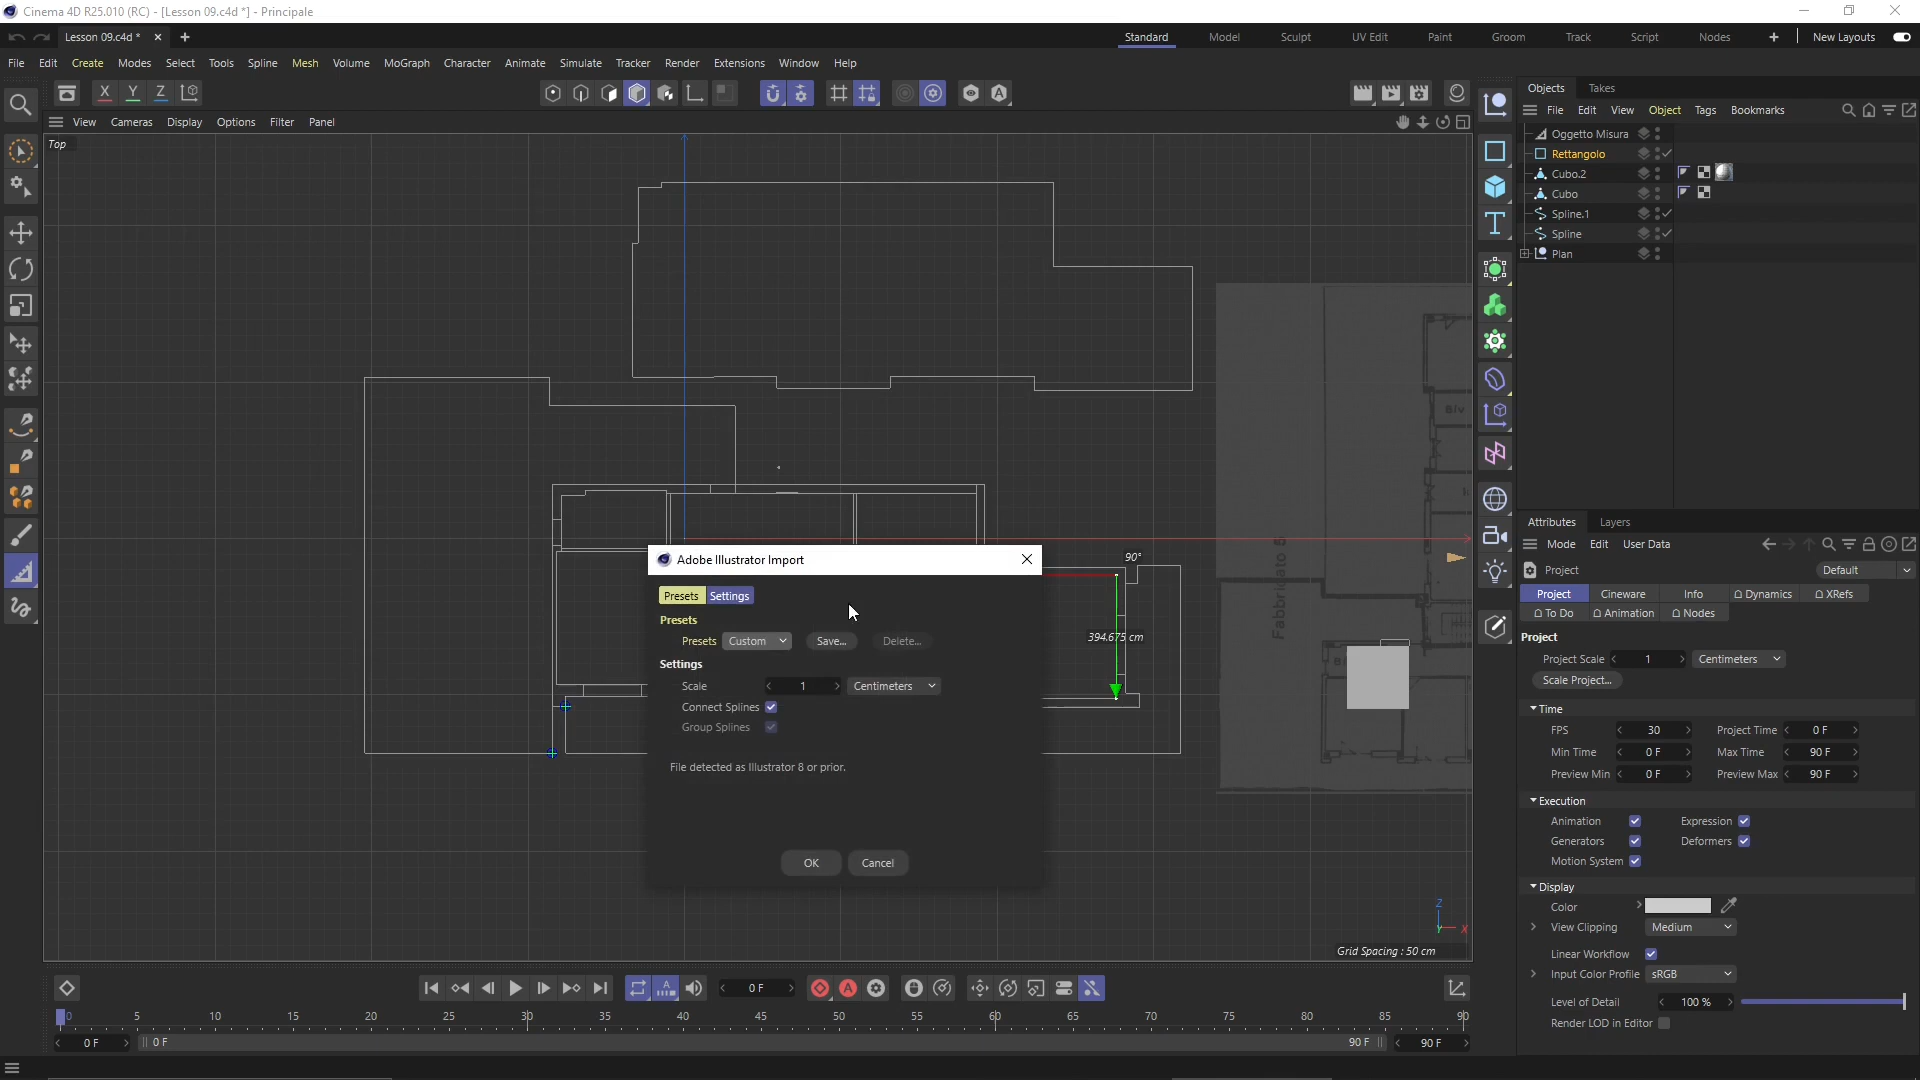 Cinema 4D R25.010 (RC) - [Lesson 09.c4d *] - Principale
Lesson 09.c4d *
Standard Model Sculpt UV Edit Paint Groom Track Script Nodes New Layouts
File Edit Create Modes Select Tools Spline Mesh Volume MoGraph Character Animate Simulate Tracker Render Extensions Window Help
X Y Z
View Cameras Display Options Filter Panel
Top
90°
394.675 cm
Fabbricato B
Adobe Illustrator Import
Presets Settings
Presets
Presets Custom Save... Delete...
Settings
Scale 1 Centimeters
Connect Splines
Group Splines
File detected as Illustrator 8 or prior.
OK Cancel
Z
Y X
Grid Spacing : 50 cm
0 F
0 5 10 15 20 25 30 35 40 45 50 55 60 65 70 75 80 85 90
0 F 0 F 90 F 90 F
Objects Takes
File Edit View Object Tags Bookmarks
Oggetto Misura
Rettangolo
Cubo.2
Cubo
Spline.1
Spline
Plan
Attributes Layers
Mode Edit User Data
Project Default
Project Cineware Info Dynamics XRefs
To Do Animation Nodes
Project
Project Scale 1 Centimeters
Scale Project...
Time
FPS 30 Project Time 0 F
Min Time 0 F Max Time 90 F
Preview Min 0 F Preview Max 90 F
Execution
Animation Expression
Generators Deformers
Motion System
Display
Color
View Clipping Medium
Linear Workflow
Input Color Profile sRGB
Level of Detail 100 %
Render LOD in Editor